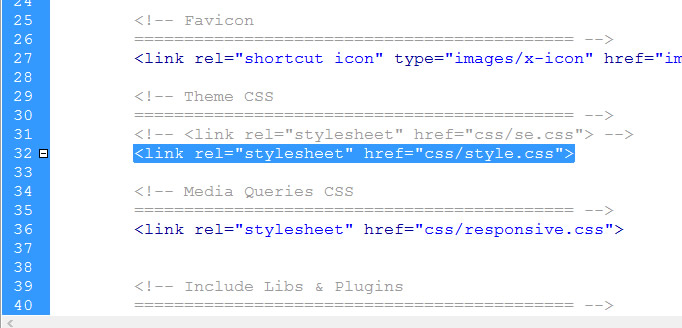 24
25 <!-- Favicon
26 ============================================= -->
27 <link rel="shortcut icon" type="images/x-icon" href="im
28
29 <!-- Theme CSS
30 ============================================= -->
31 <!-- <link rel="stylesheet" href="css/se.css"> -->
32 <link rel="stylesheet" href="css/style.css">
33
34 <!-- Media Queries CSS
35 ============================================= -->
36 <link rel="stylesheet" href="css/responsive.css">
37
38
39 <!-- Include Libs & Plugins
40 ============================================= -->